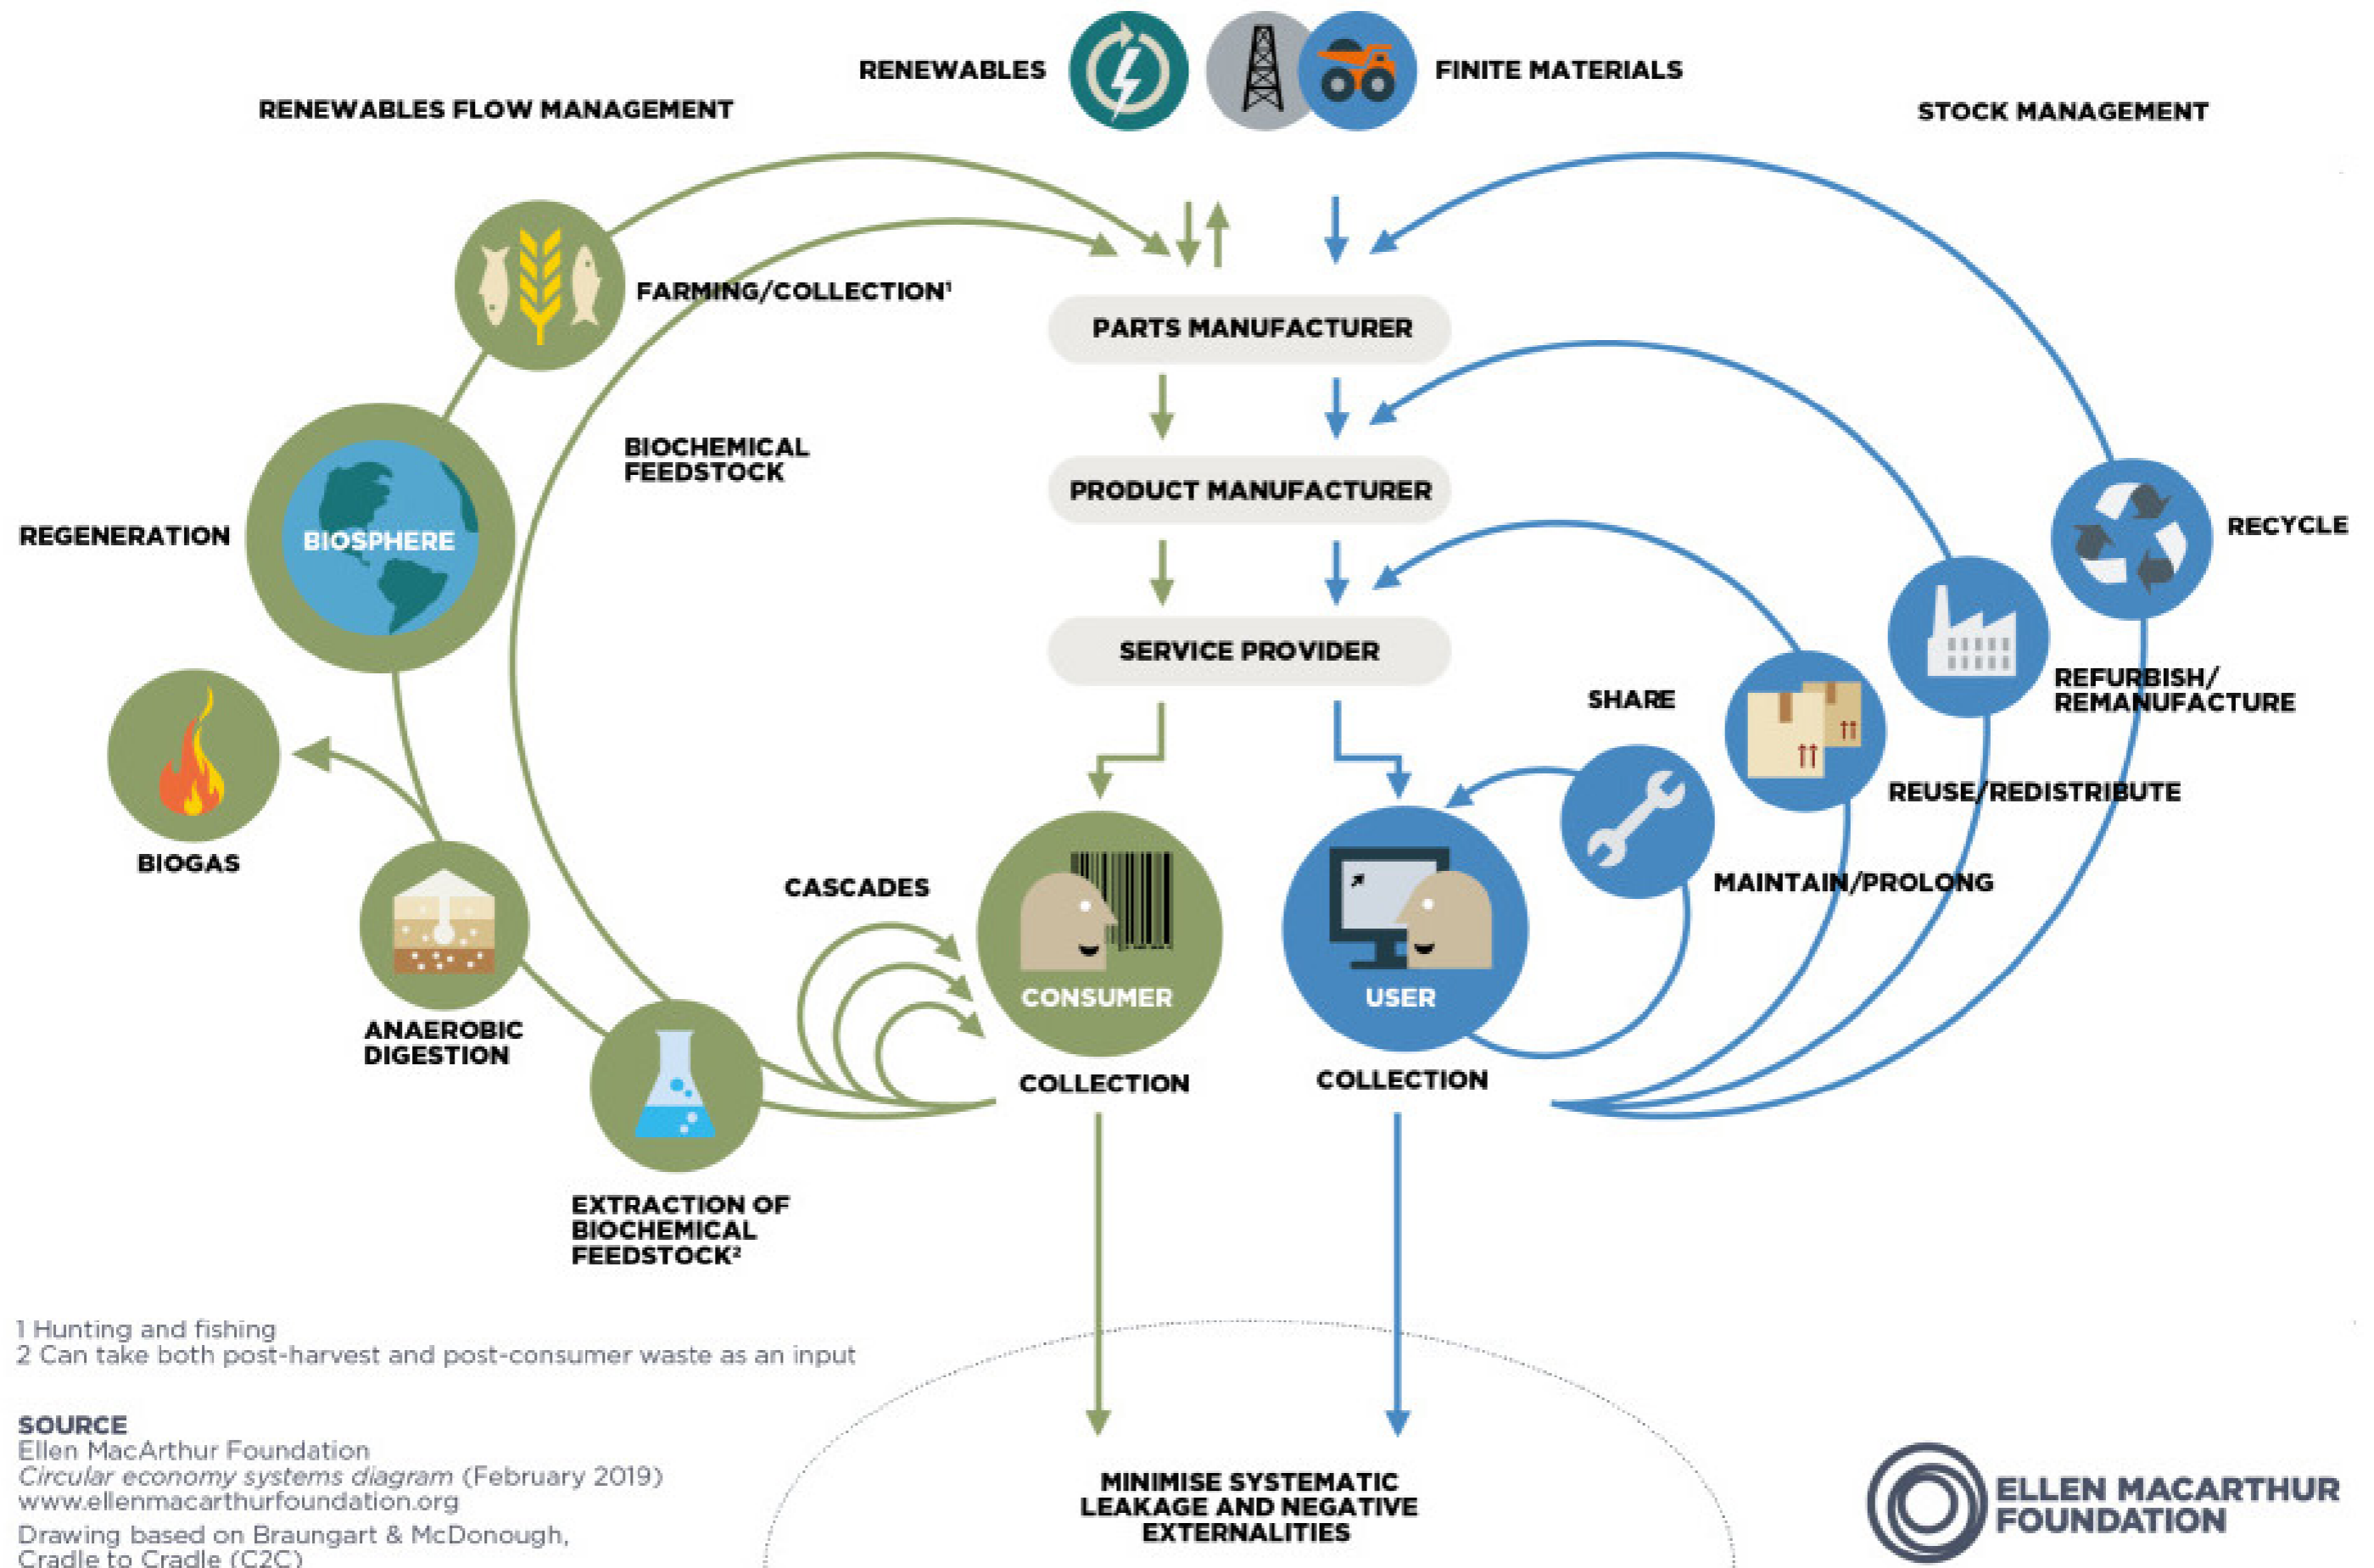 RENEWABLES
FINITE MATERIALS
RENEWABLES FLOW MANAGEMENT
STOCK MANAGEMENT
FARMING/COLLECTION¹
PARTS MANUFACTURER
BIOCHEMICAL
FEEDSTOCK
PRODUCT MANUFACTURER
REGENERATION
BIOSPHERE
RECYCLE
SERVICE PROVIDER
SHARE
REFURBISH/
REMANUFACTURE
REUSE/REDISTRIBUTE
BIOGAS
CASCADES
MAINTAIN/PROLONG
CONSUMER
USER
ANAEROBIC
DIGESTION
COLLECTION
COLLECTION
EXTRACTION OF
BIOCHEMICAL
FEEDSTOCK²
1 Hunting and fishing
2 Can take both post-harvest and post-consumer waste as an input
SOURCE
Ellen MacArthur Foundation
Circular economy systems diagram (February 2019)
www.ellenmacarthurfoundation.org
Drawing based on Braungart & McDonough,
Cradle to Cradle (C2C)
MINIMISE SYSTEMATIC
LEAKAGE AND NEGATIVE
EXTERNALITIES
ELLEN MACARTHUR
FOUNDATION